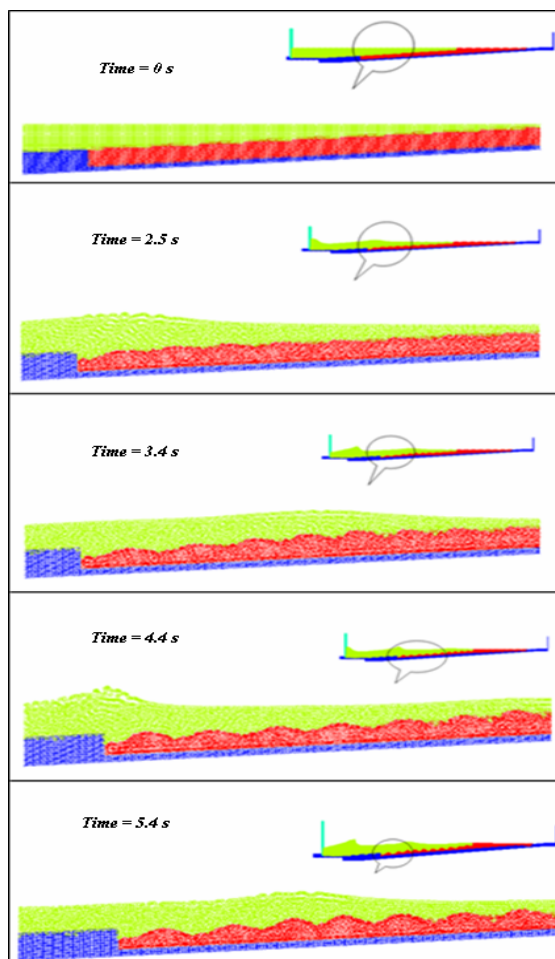 Time = 0 s
Time = 2.5 s
Time = 3.4 s
Time = 4.4 s
Time = 5.4 s